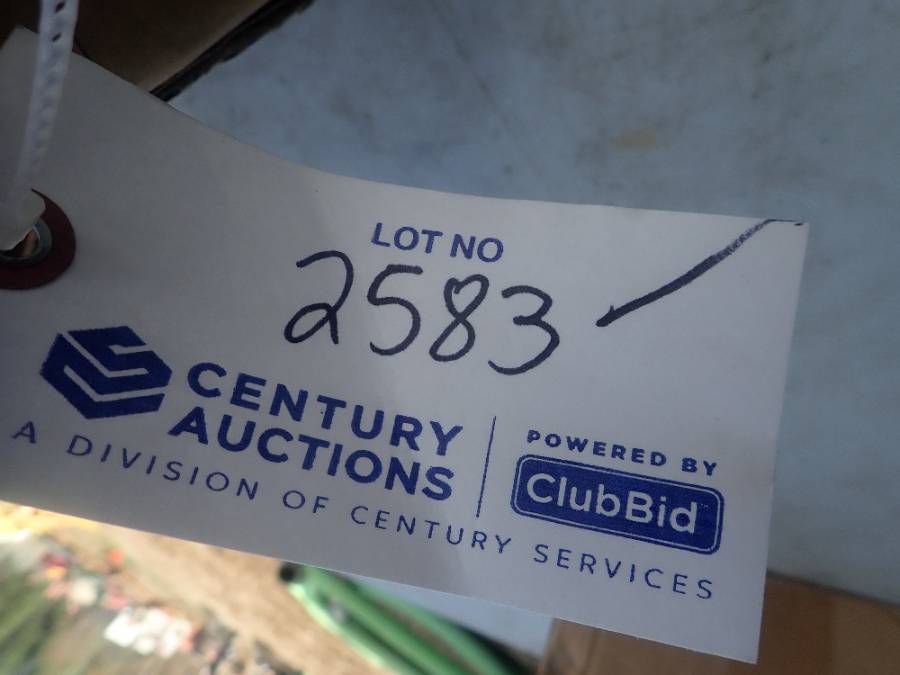 LOT NO
2583
CENTURY
AUCTIONS
A DIVISION OF CENTURY SERVICES
POWERED BY
ClubBid